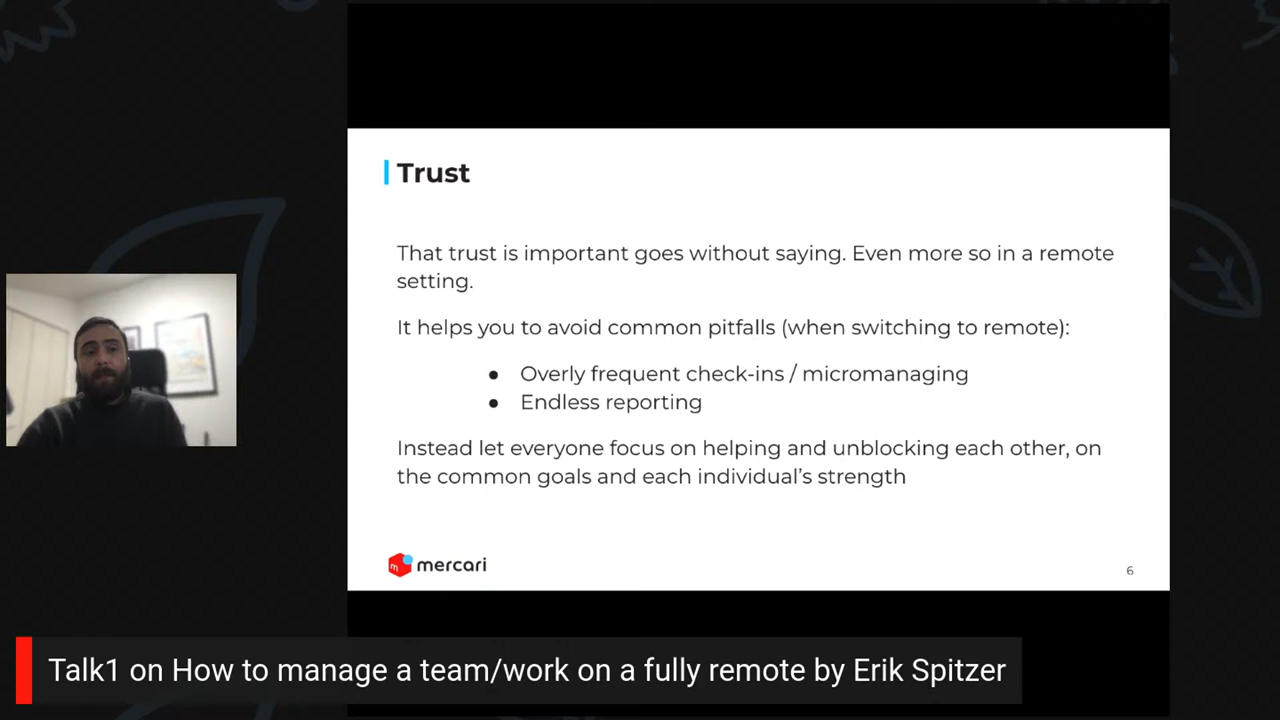 Trust
That trust is important goes without saying. Even more so in a remote
setting.
It helps you to avoid common pitfalls (when switching to remote):
● Overly frequent check-ins / micromanaging
● Endless reporting
Instead let everyone focus on helping and unblocking each other, on
the common goals and each individual's strength
mercari
6
Talk1 on How to manage a team/work on a fully remote by Erik Spitzer